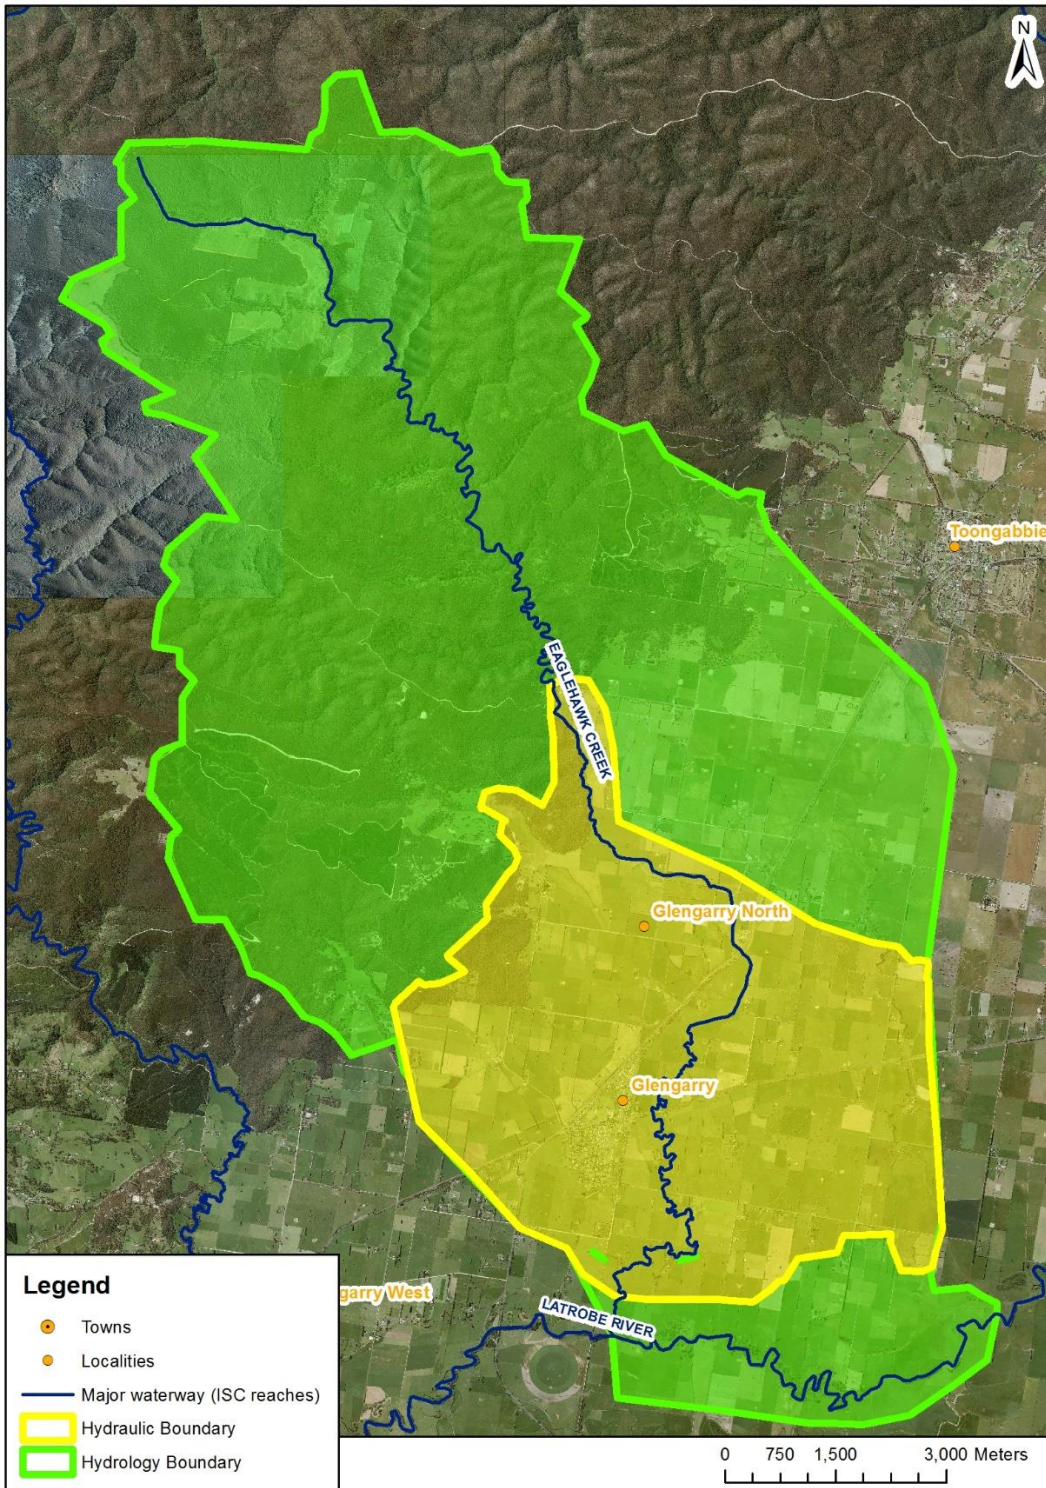 N
Toongabbie
EAGLEHAWK CREEK
Glengarry North
Glengarry
garry West
LATROBE RIVER
Legend
Towns
Localities
Major waterway (ISC reaches)
Hydraulic Boundary
Hydrology Boundary
0 750 1,500 3,000 Meters